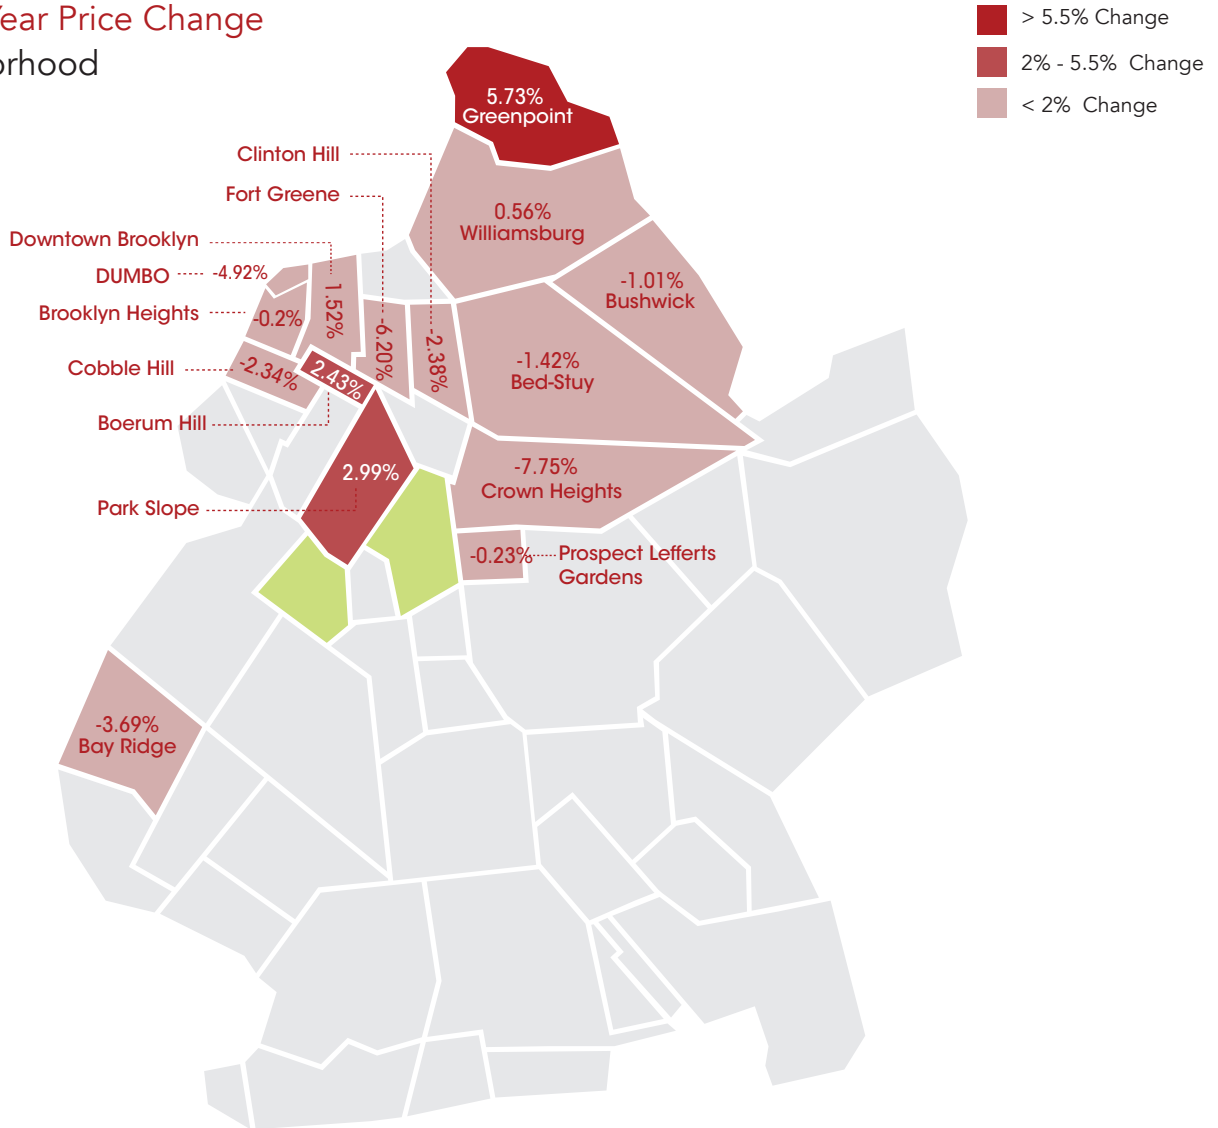 Year Price Change
orhood
> 5.5% Change
2% - 5.5% Change
< 2% Change
5.73%
Greenpoint
Clinton Hill
Fort Greene
0.56%
Williamsburg
Downtown Brooklyn
DUMBO
-4.92%
-1.01%
Bushwick
Brooklyn Heights
-0.2%
1.52%
-6.20%
-2.38%
Cobble Hill
-2.34%
2.43%
-1.42%
Bed-Stuy
Boerum Hill
2.99%
-7.75%
Crown Heights
Park Slope
-0.23%
Prospect Lefferts
Gardens
-3.69%
Bay Ridge